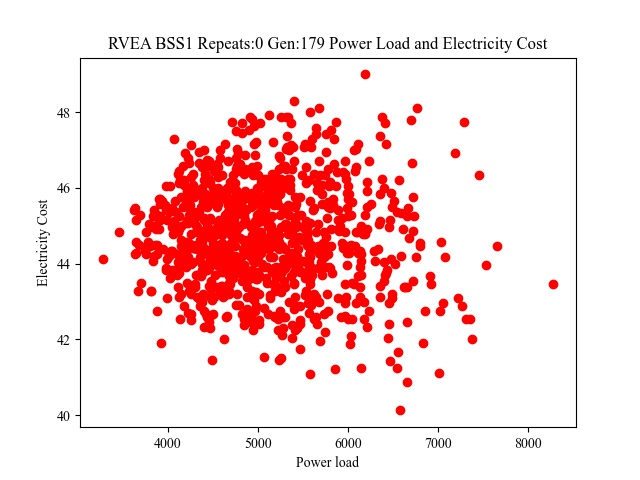 RVEA BSS1 Repeats:0 Gen:179 Power Load and Electricity Cost
48
46
44
42
40
Electricity Cost
4000 5000 6000 7000 8000
Power load